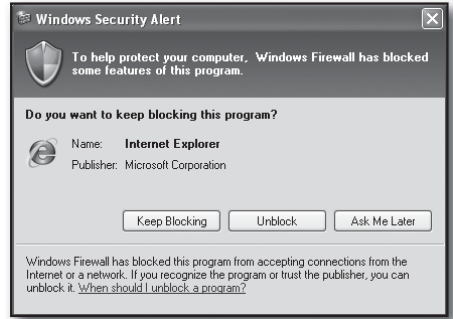 Windows Security Alert
To help protect your computer, Windows Firewall has blocked
some features of this program.
Do you want to keep blocking this program?
Name: Internet Explorer
Publisher: Microsoft Corporation
Keep Blocking Unblock Ask Me Later
Windows Firewall has blocked this program from accepting connections from the
Internet or a network. If you recognize the program or trust the publisher, you can
unblock it. When should I unblock a program?